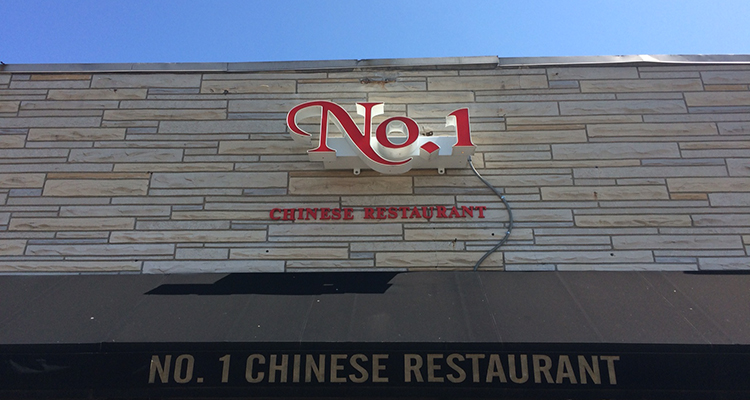 No. 1
CHINESE RESTAURANT
NO. 1 CHINESE RESTAURANT